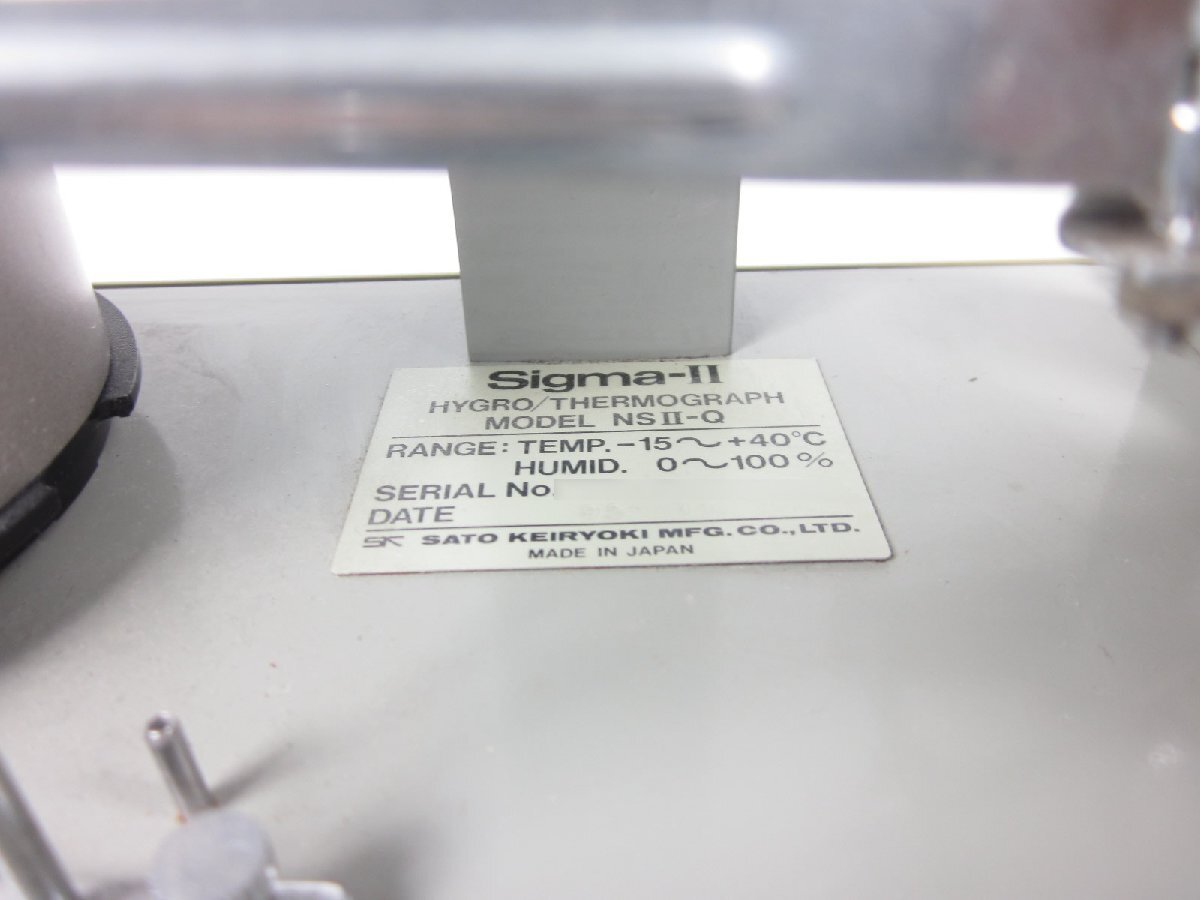 Sigma-II
HYGRO/THERMOGRAPH
MODEL NSII-Q
RANGE: TEMP. -15～+40°C
HUMID. 0～100%
SERIAL No.
DATE
SK SATO KEIRYOKI MFG. CO., LTD.
MADE IN JAPAN